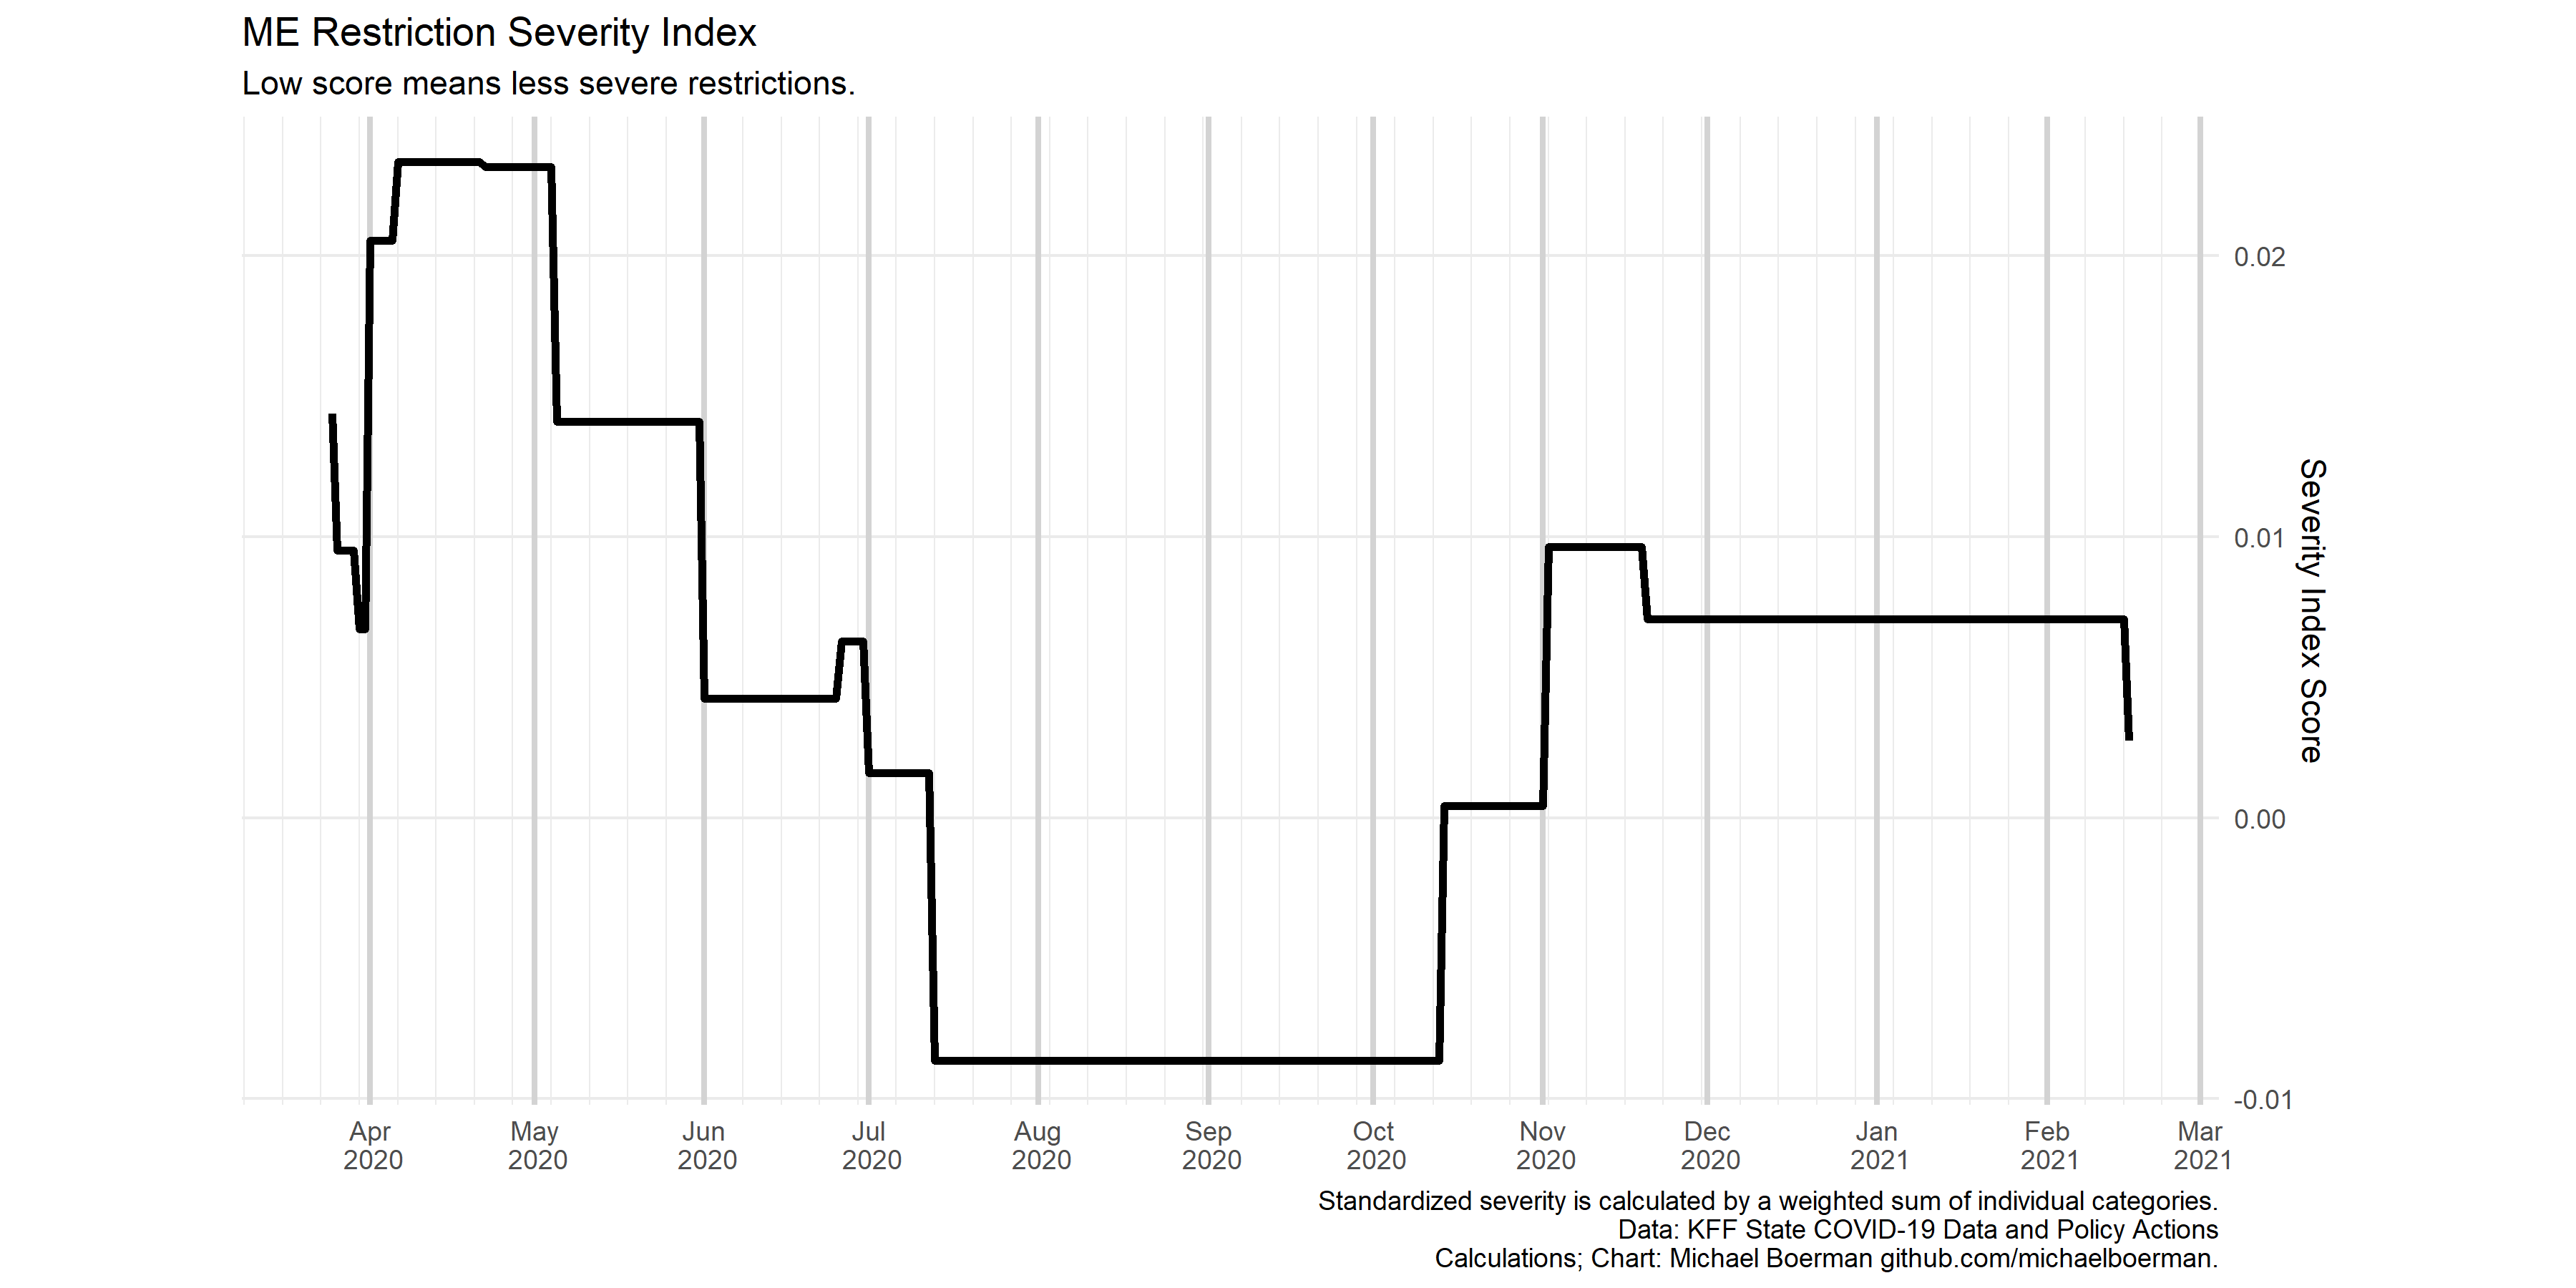 ME Restriction Severity Index
Low score means less severe restrictions.
0.02
0.01
0.00
-0.01
Severity Index Score
Apr May Jun Jul Aug Sep Oct Nov Dec Jan Feb Mar
2020 2020 2020 2020 2020 2020 2020 2020 2020 2021 2021 2021
Standardized severity is calculated by a weighted sum of individual categories.
Data: KFF State COVID-19 Data and Policy Actions
Calculations; Chart: Michael Boerman github.com/michaelboerman.